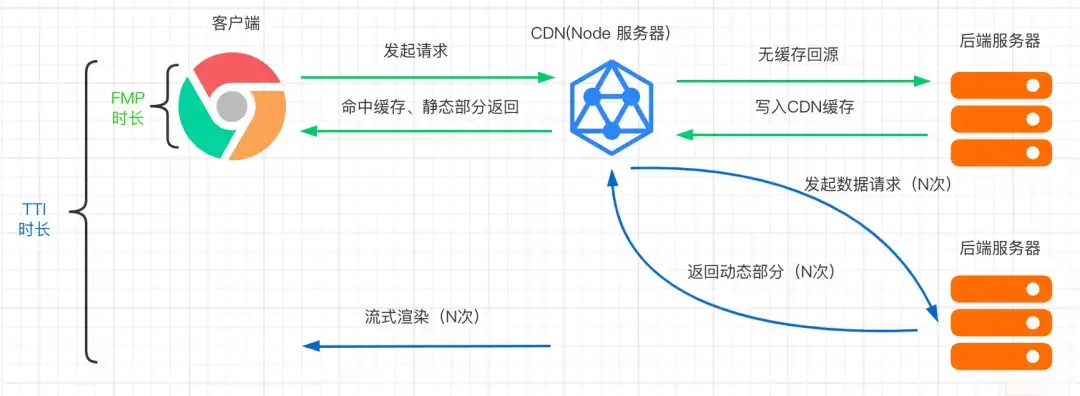 客户端
CDN(Node 服务器)
后端服务器
发起请求
无缓存回源
FMP
时长
命中缓存、静态部分返回
写入CDN缓存
发起数据请求（N次）
TTI
时长
后端服务器
返回动态部分（N次）
流式渲染（N次）